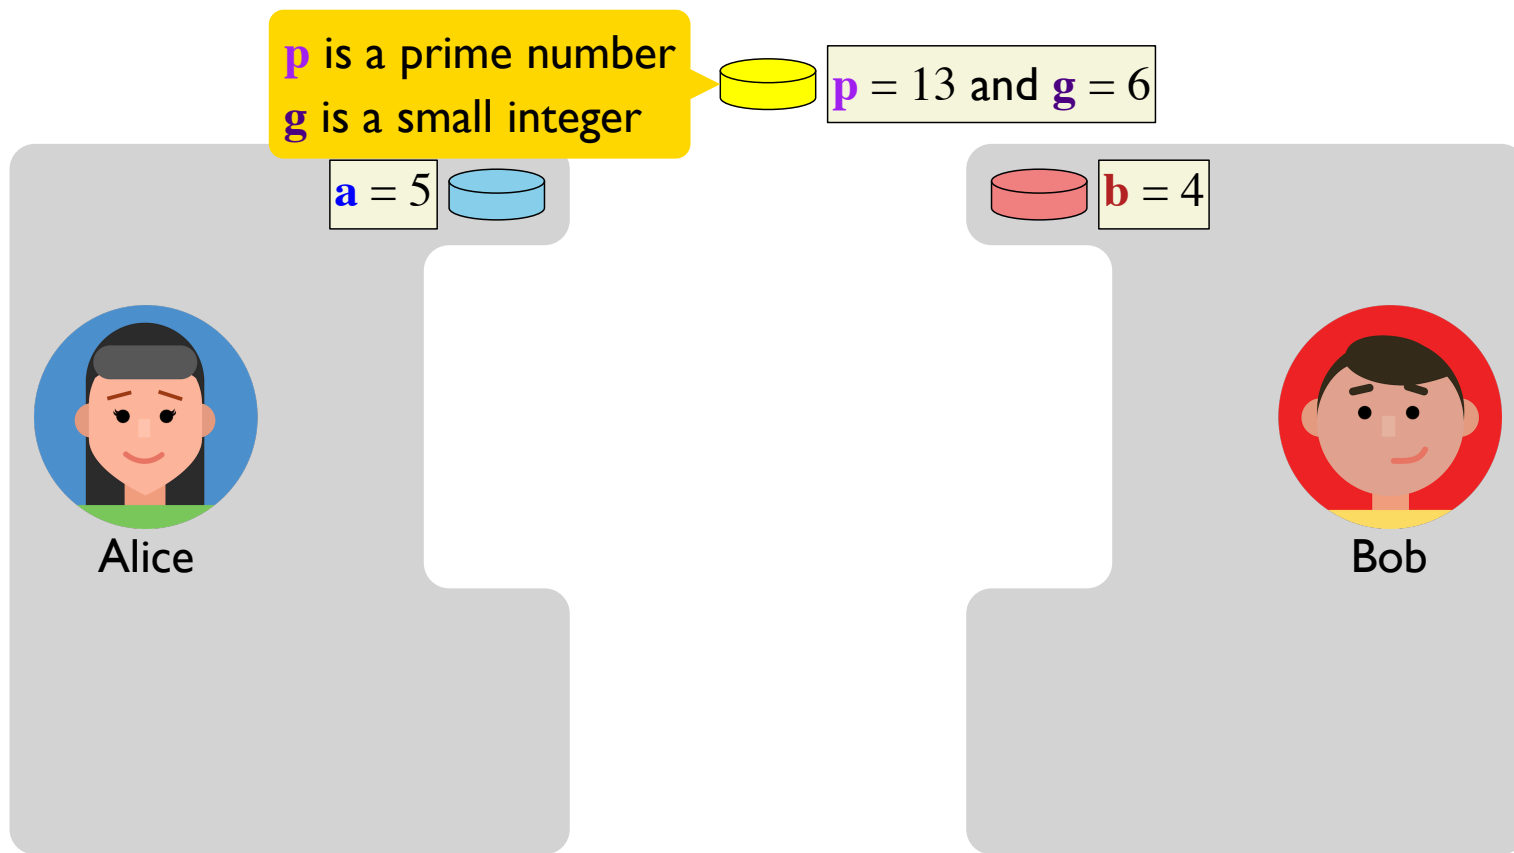 p is a prime number
g is a small integer
p = 13 and g = 6
a = 5
b = 4
Alice
Bob